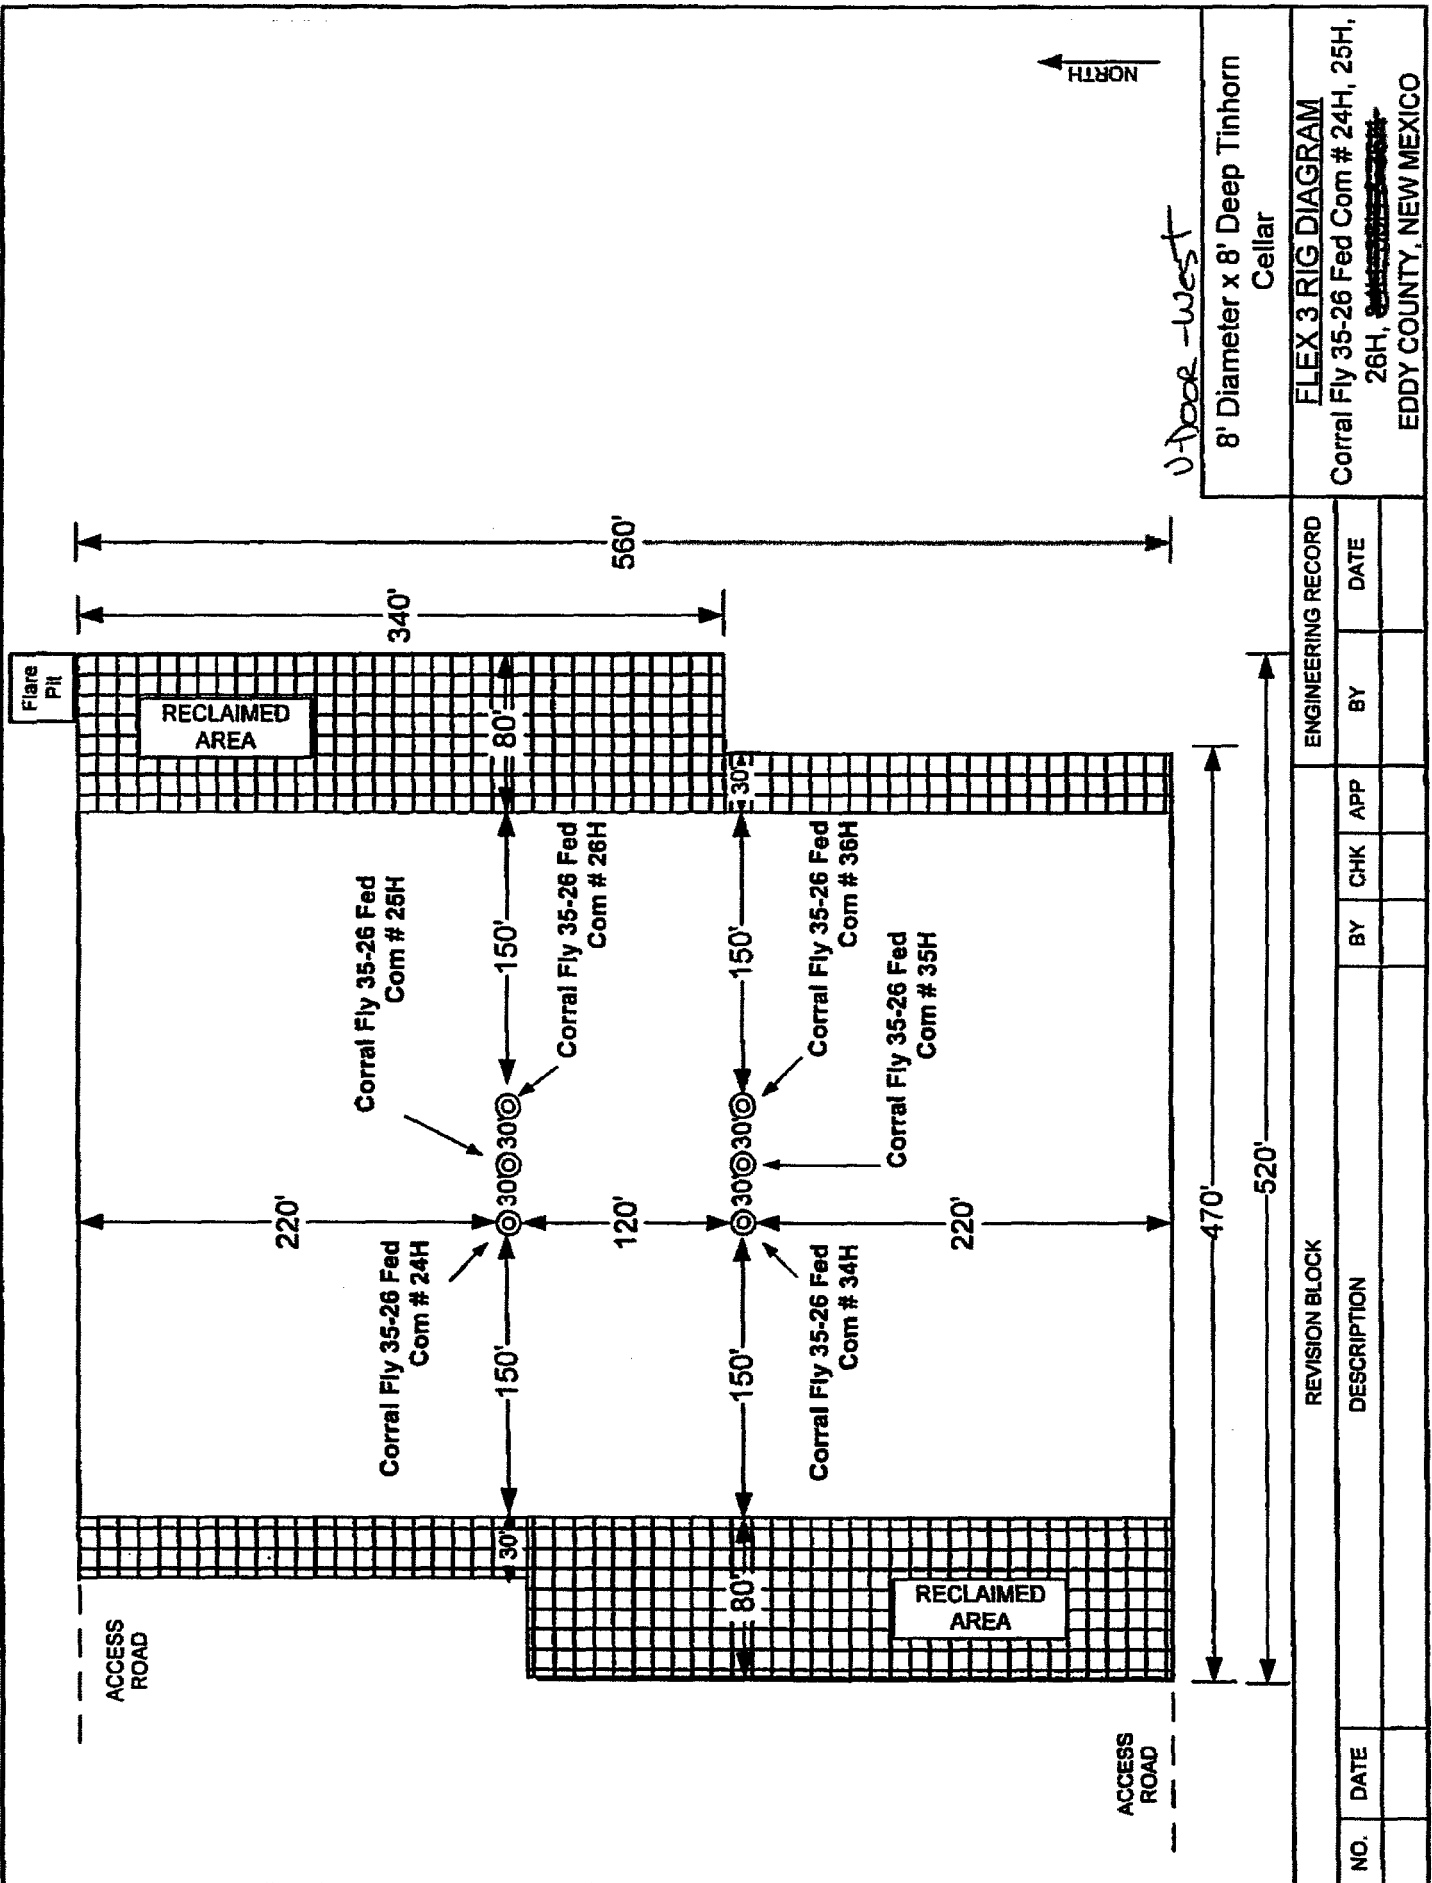 NORTH
Flare
Pit
RECLAIMED
AREA
340'
560'
80'
30'
Corral Fly 35-26 Fed
Com # 25H
150'
Corral Fly 35-26 Fed
Com # 26H
150'
Corral Fly 35-26 Fed
Com # 36H
Corral Fly 35-26 Fed
Com # 35H
30'
30'
30'
30'
220'
120'
220'
Corral Fly 35-26 Fed
Com # 24H
150'
Corral Fly 35-26 Fed
Com # 34H
150'
30'
80'
RECLAIMED
AREA
ACCESS
ROAD
ACCESS
ROAD
470'
520'
U-DOOR -West
8' Diameter x 8' Deep Tinhorn
Cellar
FLEX 3 RIG DIAGRAM
Corral Fly 35-26 Fed Com # 24H, 25H,
26H,
EDDY COUNTY, NEW MEXICO
ENGINEERING RECORD
BY
DATE
REVISION BLOCK
NO.
DATE
DESCRIPTION
BY
CHK
APP